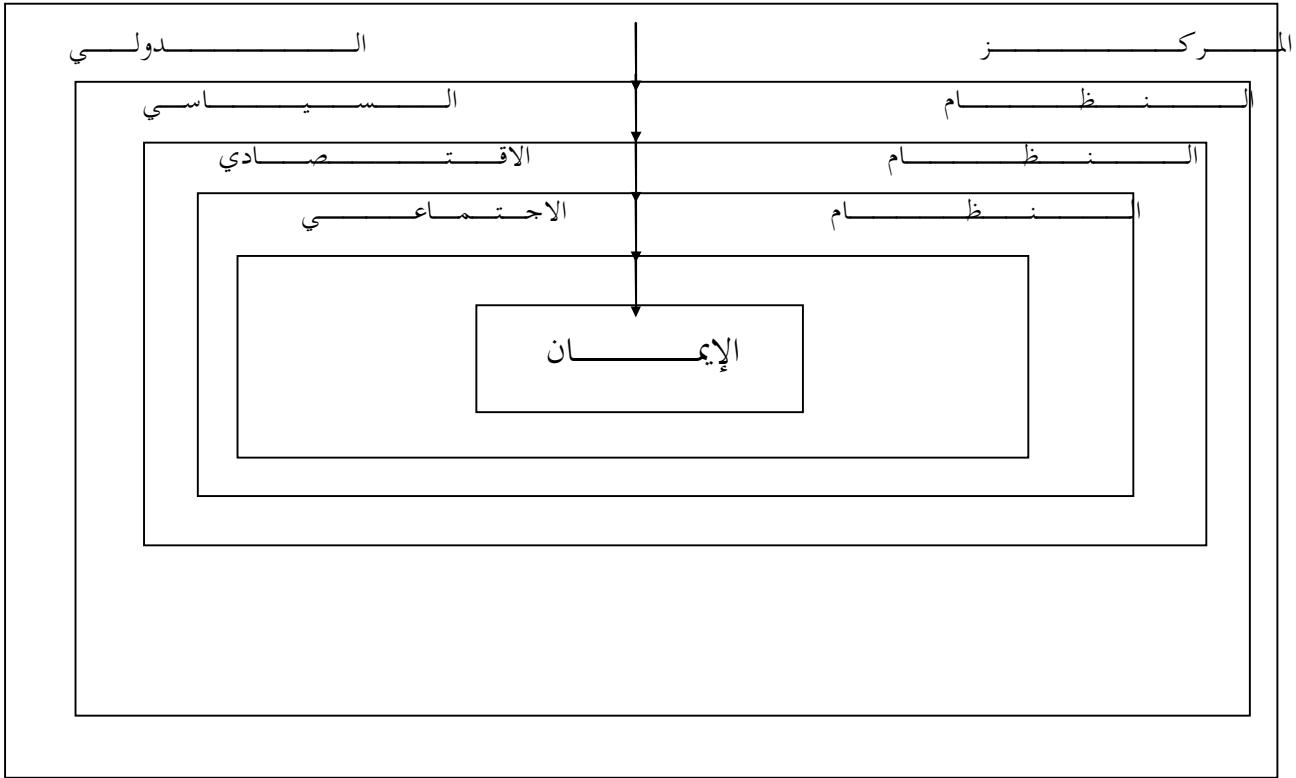 المركز الدولي
النظام السياسي
النظام الاقتصادي
النظام الاجتماعي
الإيمان